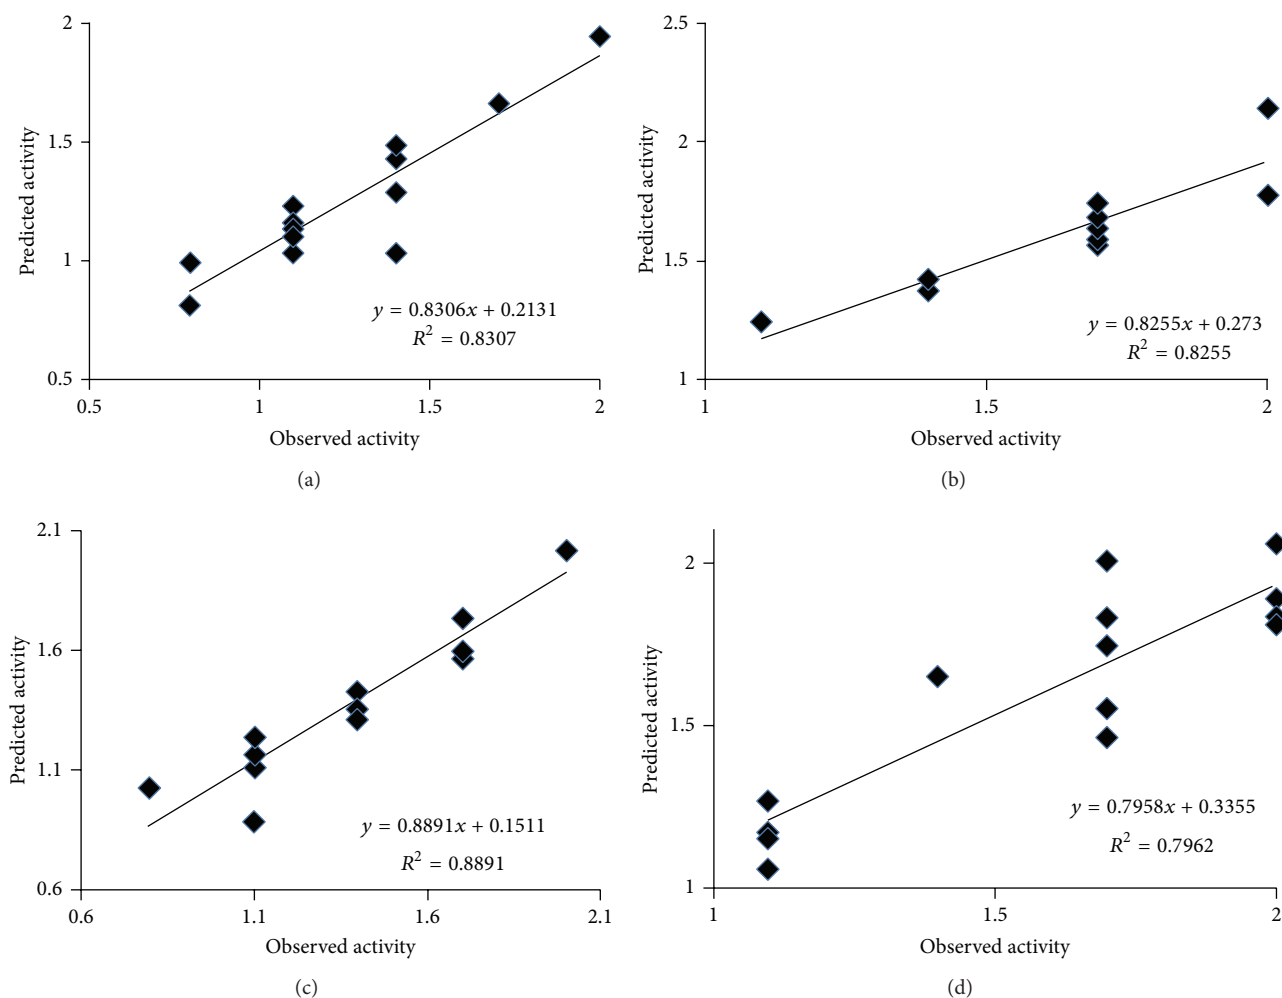 2
1.5
1
0.5
Predicted activity
0.5
1
1.5
2
Observed activity
y = 0.8306x + 0.2131
R² = 0.8307
(a)
2.5
2
1.5
1
Predicted activity
1
1.5
2
Observed activity
y = 0.8255x + 0.273
R² = 0.8255
(b)
2.1
1.6
1.1
0.6
Predicted activity
0.6
1.1
1.6
2.1
Observed activity
y = 0.8891x + 0.1511
R² = 0.8891
(c)
2
1.5
1
Predicted activity
1
1.5
2
Observed activity
y = 0.7958x + 0.3355
R² = 0.7962
(d)